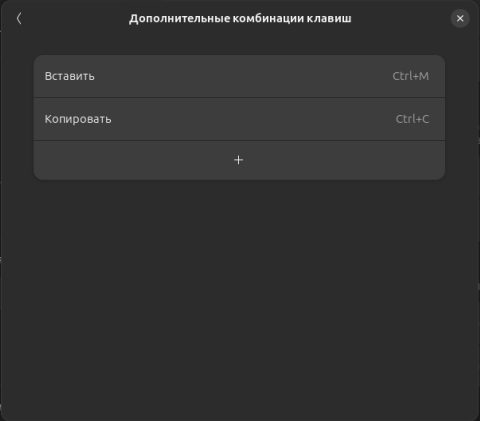 Дополнительные комбинации клавиш
Вставить Ctrl+M
Копировать Ctrl+C
+